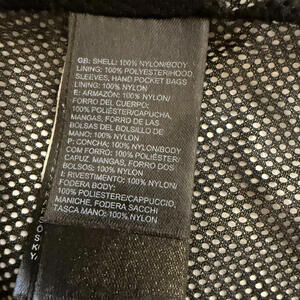 GB: SHELL: 100% NYLON/BODY
LINING: 100% POLYESTER/HOOD,
SLEEVES, HAND POCKET BAGS
LINING: 100% NYLON
E: ARMAZÓN: 100% NYLON/
FORRO DEL CUERPO:
100% POLIÉSTER/CAPUCHA,
MANGAS, FORRO DE LAS
BOLSAS DEL BOLSILLO DE
MANO: 100% NYLON
P: CONCHA: 100% NYLON/CORPO
COM FORRO: 100% POLIÉSTER/
CAPUZ, MANGAS, FORRO DOS
BOLSOS: 100% NYLON
I: RIVESTIMENTO: 100% NYLON/
FODERA BODY:
100% POLIESTERE/CAPPUCCIO,
MANICHE, FODERA SACCHI
TASCA MANO: 100% NYLON